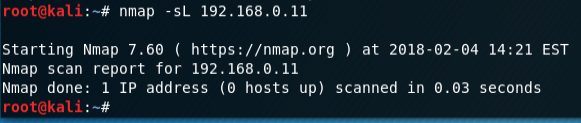 root@kali:~# nmap -sL 192.168.0.11
Starting Nmap 7.60 ( https://nmap.org ) at 2018-02-04 14:21 EST
Nmap scan report for 192.168.0.11
Nmap done: 1 IP address (0 hosts up) scanned in 0.03 seconds
root@kali:~#